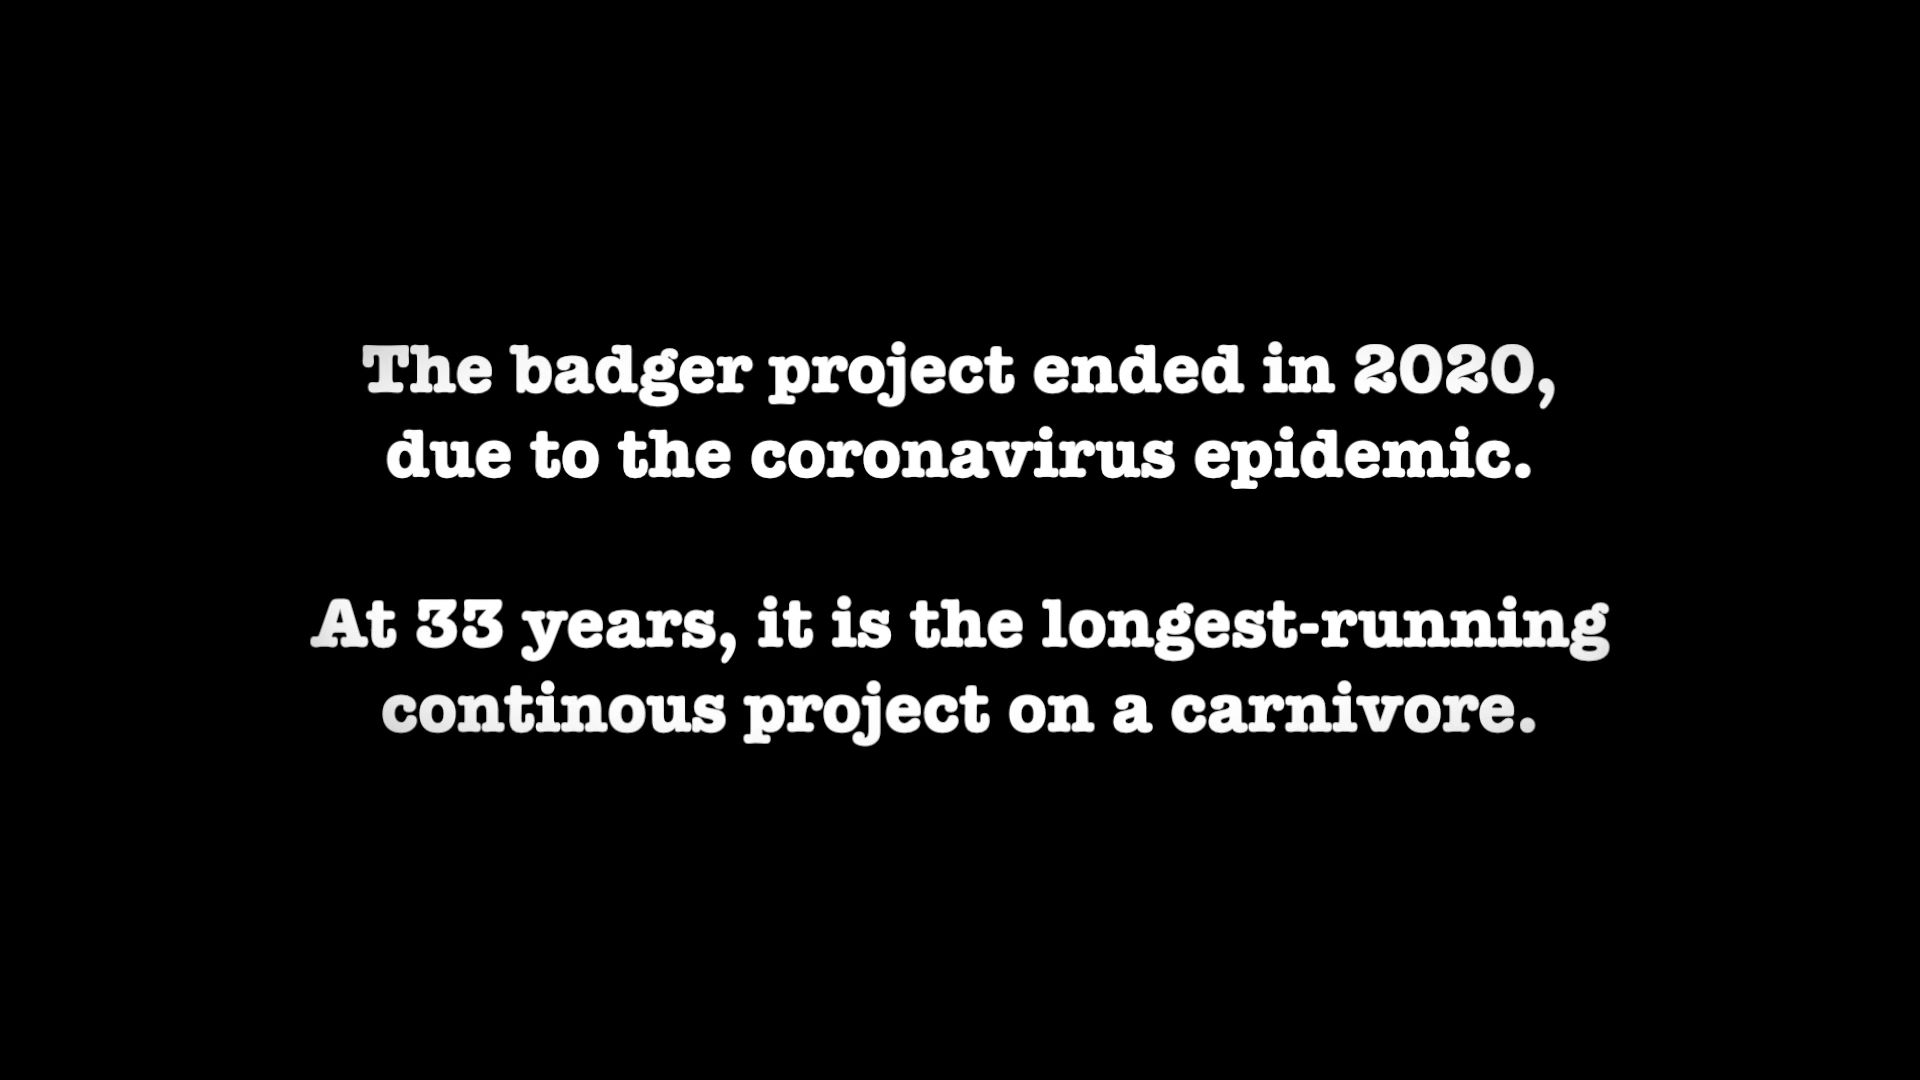 The badger project ended in 2020,
due to the coronavirus epidemic.
At 33 years, it is the longest-running
continous project on a carnivore.